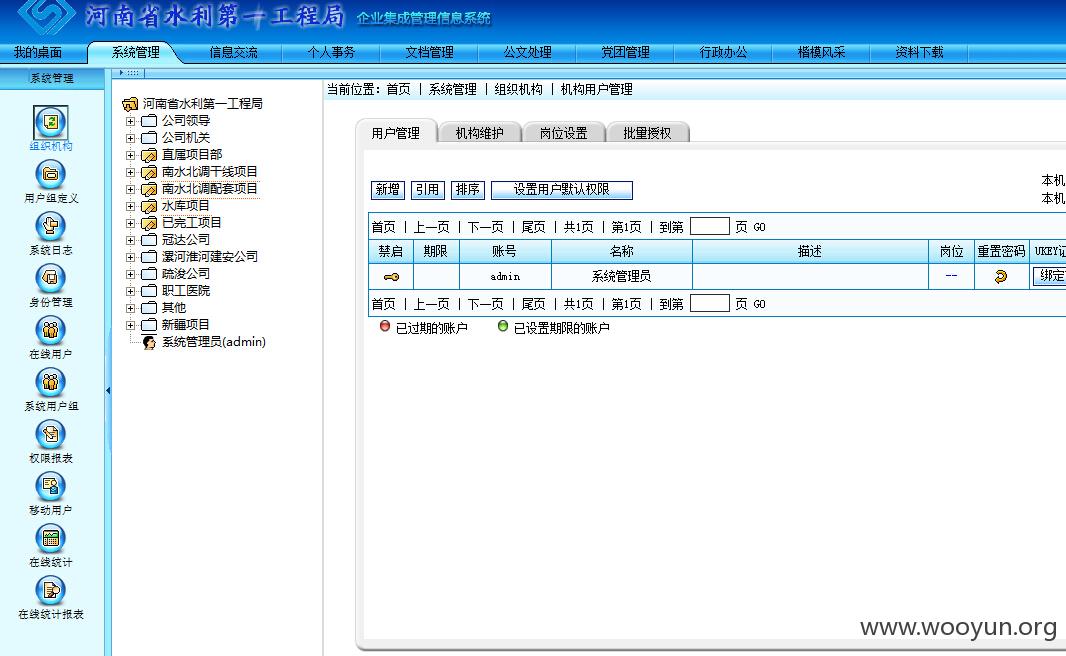 河南省水利第一工程局 企业集成管理信息系统
我的桌面 系统管理 信息交流 个人事务 文档管理 公文处理 党团管理 行政办公 楷模风采 资料下载
系统管理
当前位置: 首页 | 系统管理 | 组织机构 | 机构用户管理
组织机构
用户组定义
系统日志
身份管理
在线用户
系统用户组
权限报表
移动用户
在线统计
在线统计报表
河南省水利第一工程局
公司领导
公司机关
直属项目部
南水北调干线项目
南水北调配套项目
水库项目
已完工项目
冠达公司
漯河淮河建安公司
疏浚公司
职工医院
其他
新疆项目
系统管理员(admin)
用户管理 机构维护 岗位设置 批量授权
本机
本机
新增 引用 排序 设置用户默认权限
首页 | 上一页 | 下一页 | 尾页 | 共1页 | 第1页 | 到第 页 GO
禁启 期限 账号 名称 描述 岗位 重置密码 UKEY证
admin 系统管理员 -- 绑定
首页 | 上一页 | 下一页 | 尾页 | 共1页 | 第1页 | 到第 页 GO
已过期的账户 已设置期限的账户
www.wooyun.org